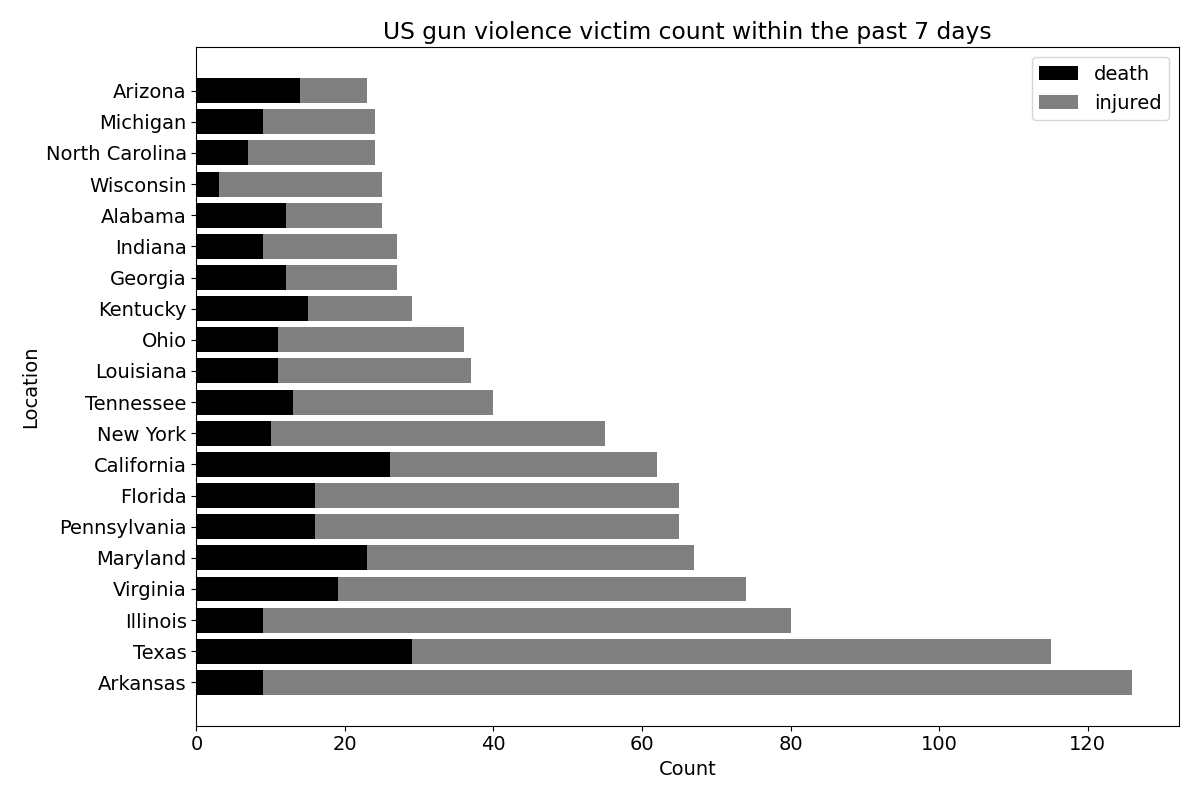 US gun violence victim count within the past 7 days
death
injured
Location
Arizona
Michigan
North Carolina
Wisconsin
Alabama
Indiana
Georgia
Kentucky
Ohio
Louisiana
Tennessee
New York
California
Florida
Pennsylvania
Maryland
Virginia
Illinois
Texas
Arkansas
0 20 40 60 80 100 120
Count